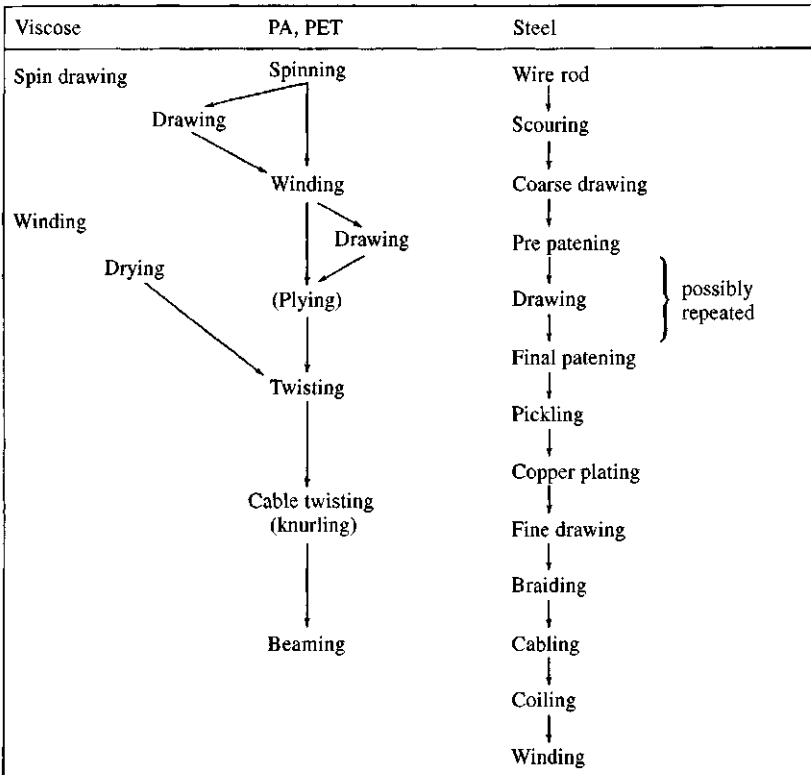 Viscose PA, PET Steel
Spin drawing Spinning Wire rod
Drawing Scouring
Winding Coarse drawing
Winding Drawing Pre patening
Drying (Plying) Drawing } possibly
repeated
Final patening
Twisting
Pickling
Copper plating
Cable twisting
(knurling) Fine drawing
Braiding
Beaming Cabling
Coiling
Winding